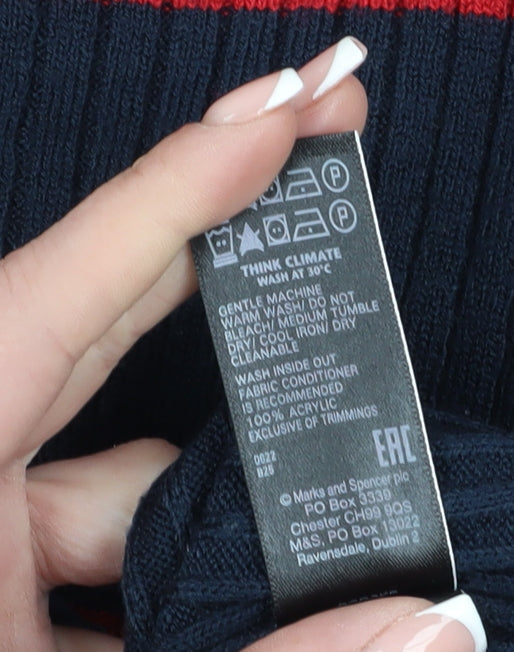 P
P
THINK CLIMATE
WASH AT 30°C
GENTLE MACHINE
WARM WASH/ DO NOT
BLEACH/ MEDIUM TUMBLE
DRY/ COOL IRON/ DRY
CLEANABLE
WASH INSIDE OUT
FABRIC CONDITIONER
IS RECOMMENDED
100% ACRYLIC
EXCLUSIVE OF TRIMMINGS
0022
B25
EAC
© Marks and Spencer plc
PO Box 3339
Chester CH99 9QS
M&S, PO Box 13022
Ravensdale, Dublin 2